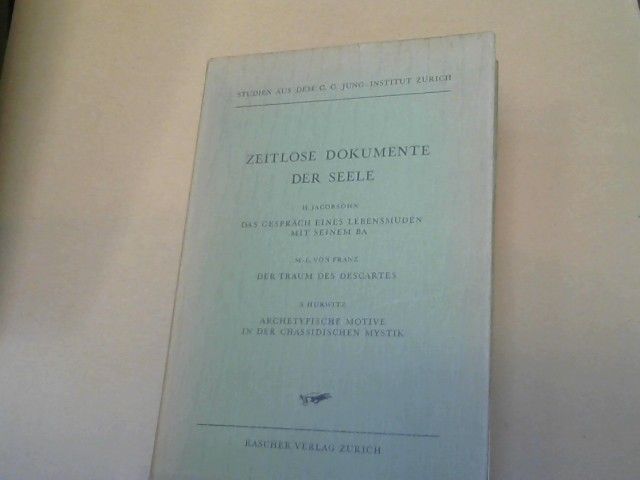 STUDIEN AUS DEM C. G. JUNG-INSTITUT ZURICH
ZEITLOSE DOKUMENTE
DER SEELE
H. JACOBSOHN
DAS GESPRÄCH EINES LEBENSMÜDEN
MIT SEINEM BA
M.-L. VON FRANZ
DER TRAUM DES DESCARTES
S. HURWITZ
ARCHETYPISCHE MOTIVE
IN DER CHASSIDISCHEN MYSTIK
RASCHER VERLAG ZÜRICH